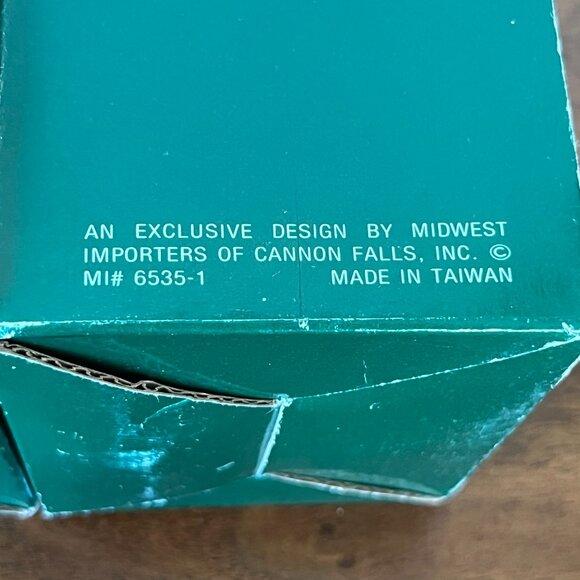 AN EXCLUSIVE DESIGN BY MIDWEST
IMPORTERS OF CANNON FALLS, INC. ©
MI# 6535-1 MADE IN TAIWAN